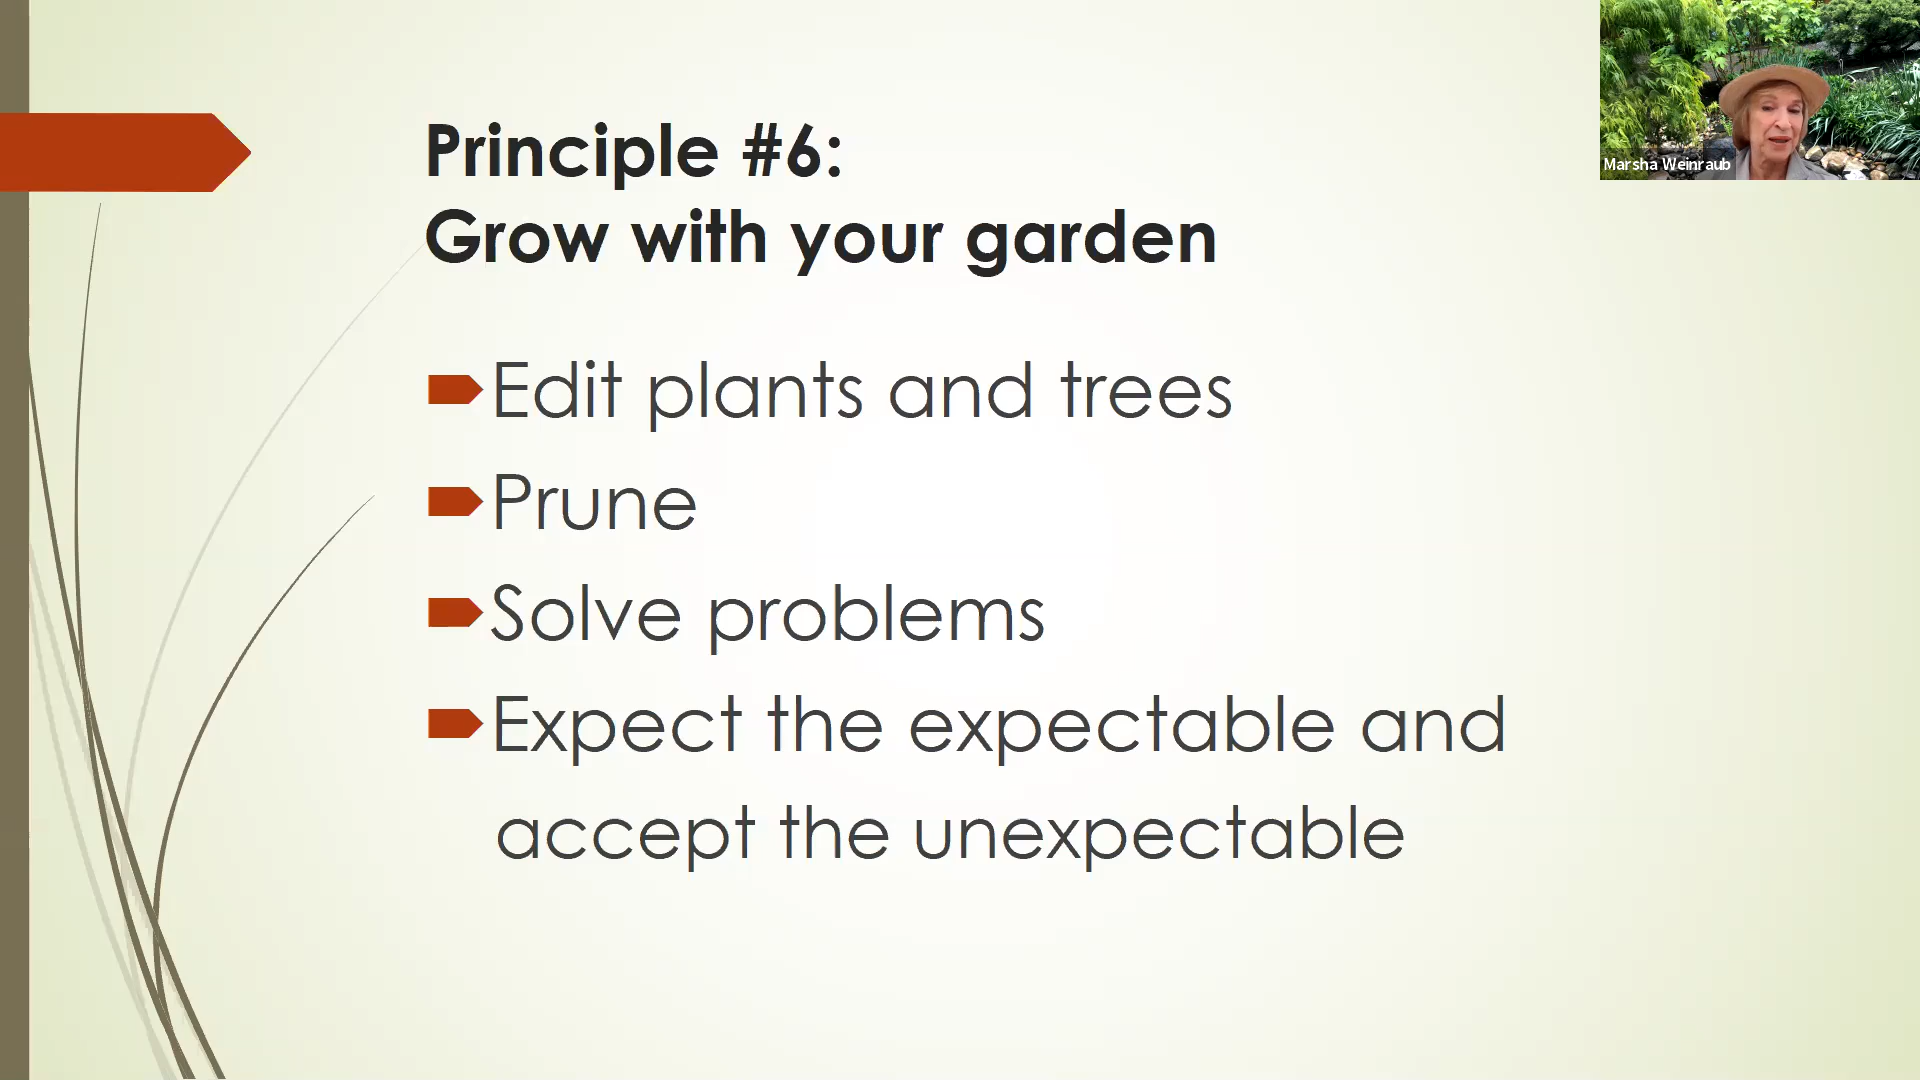 Principle #6:
Grow with your garden
Edit plants and trees
Prune
Solve problems
Expect the expectable and
accept the unexpectable
Marsha Weinraub